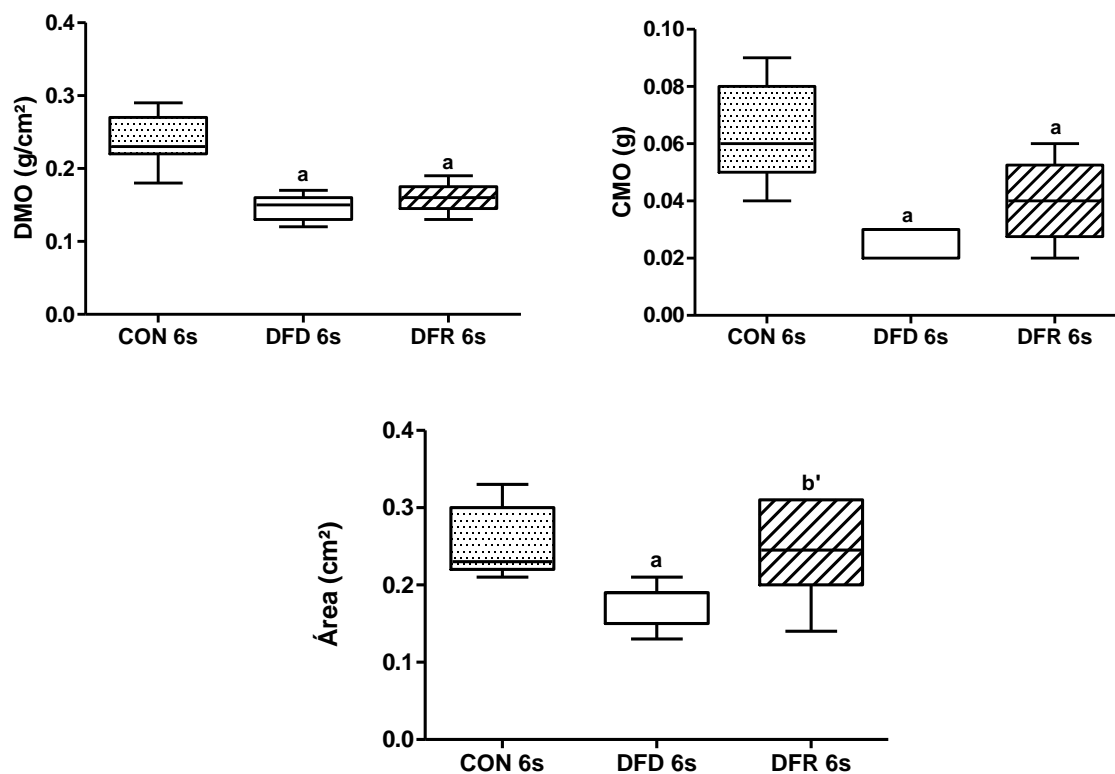 DMO (g/cm²)
0.4
0.3
0.2
0.1
0.0
a
a
CON 6s
DFD 6s
DFR 6s
CMO (g)
0.10
0.08
0.06
0.04
0.02
0.00
a
a
CON 6s
DFD 6s
DFR 6s
Área (cm²)
0.4
0.3
0.2
0.1
0.0
a
b'
CON 6s
DFD 6s
DFR 6s